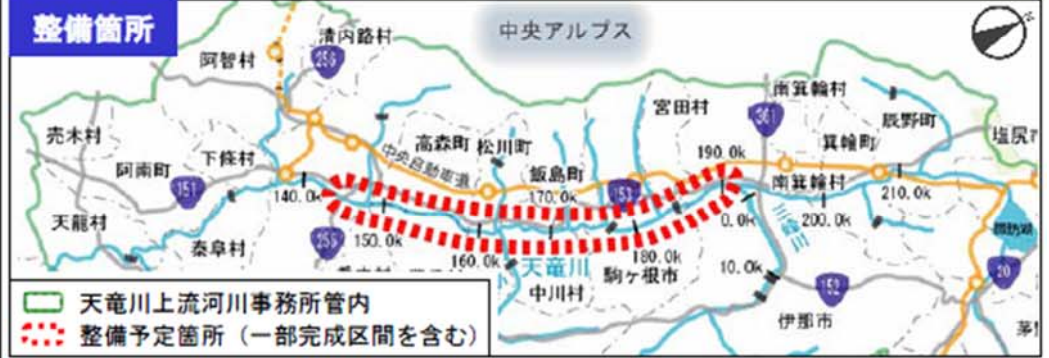 整備箇所
中央アルプス
清内路村
阿智村
256
宮田村
南箕輪村
361
辰野町
売木村
高森町
松川町
箕輪町
塩尻
阿南町
下條村
中央自動車道
飯島町
190.0k
151
140.0k
170.0k
153
南箕輪村
210.0k
天龍村
0.0k
三峰川
200.0k
諏訪湖
泰阜村
256
150.0k
160.0k
天竜川
180.0k
駒ヶ根市
10.0k
20
152
中川村
伊那市
茅
天竜川上流河川事務所管内
整備予定箇所（一部完成区間を含む）